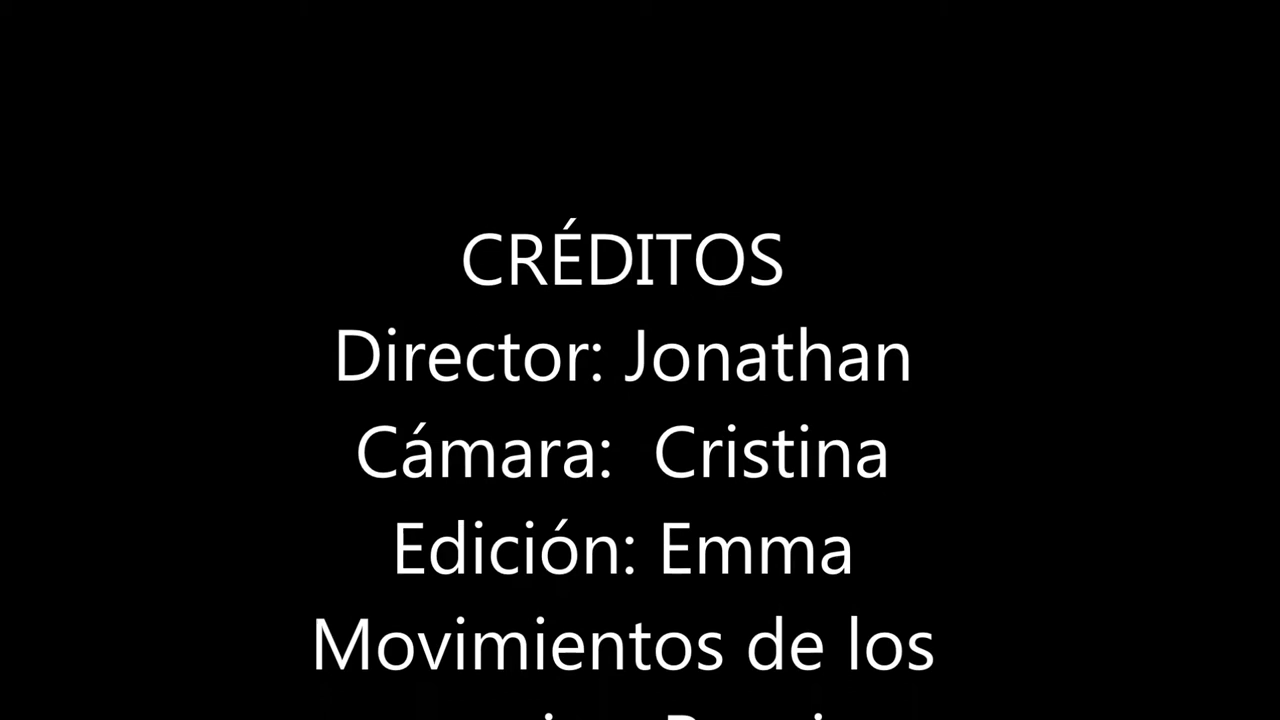 CRÉDITOS
Director: Jonathan
Cámara:  Cristina
Edición: Emma
Movimientos de los